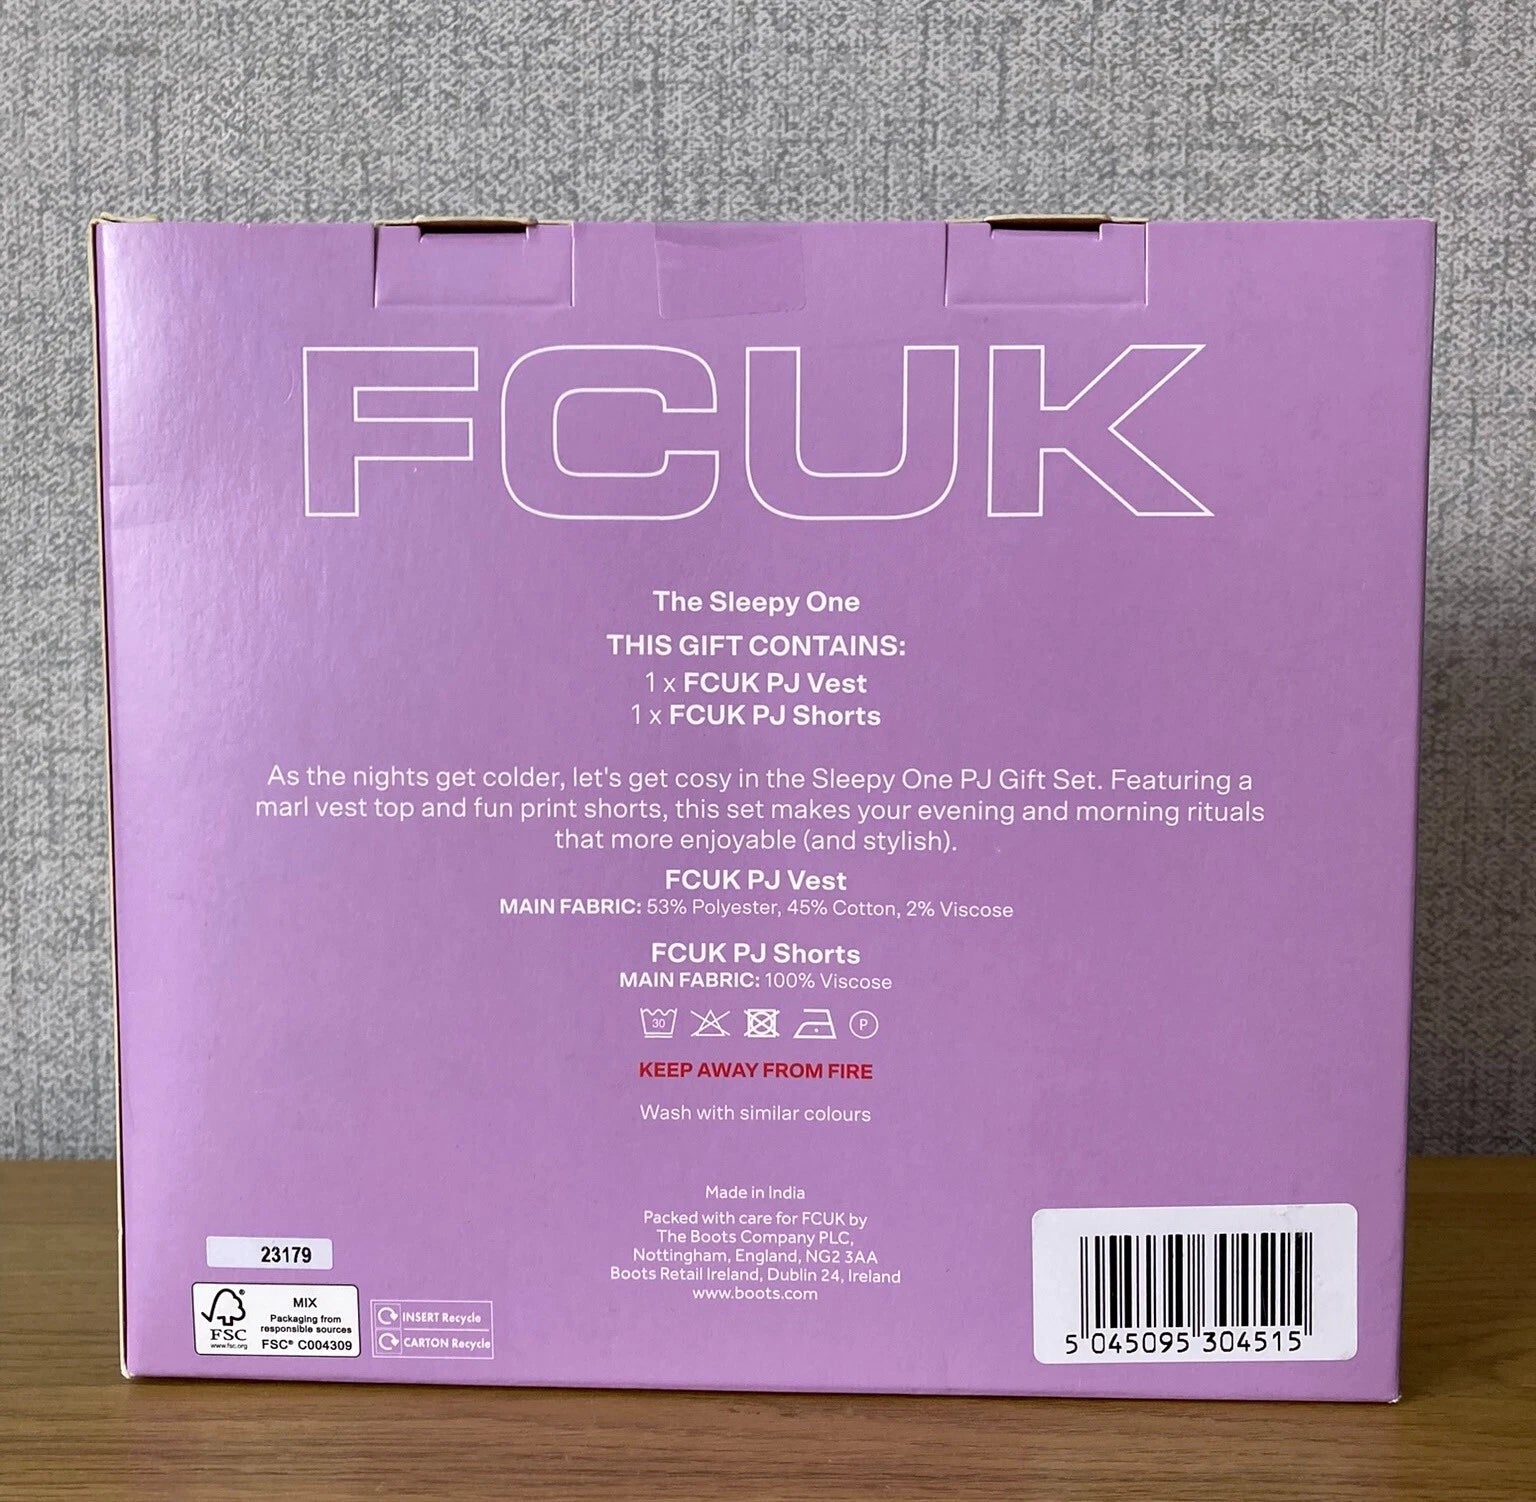 FCUK
The Sleepy One
THIS GIFT CONTAINS:
1 x FCUK PJ Vest
1 x FCUK PJ Shorts
As the nights get colder, let's get cosy in the Sleepy One PJ Gift Set. Featuring a
marl vest top and fun print shorts, this set makes your evening and morning rituals
that more enjoyable (and stylish).
FCUK PJ Vest
MAIN FABRIC: 53% Polyester, 45% Cotton, 2% Viscose
FCUK PJ Shorts
MAIN FABRIC: 100% Viscose
30
P
KEEP AWAY FROM FIRE
Wash with similar colours
Made in India
Packed with care for FCUK by
The Boots Company PLC,
Nottingham, England, NG2 3AA
Boots Retail Ireland, Dublin 24, Ireland
www.boots.com
23179
FSC
www.fsc.org
MIX
Packaging from
responsible sources
FSC® C004309
INSERT Recycle
CARTON Recycle
5 045095 304515